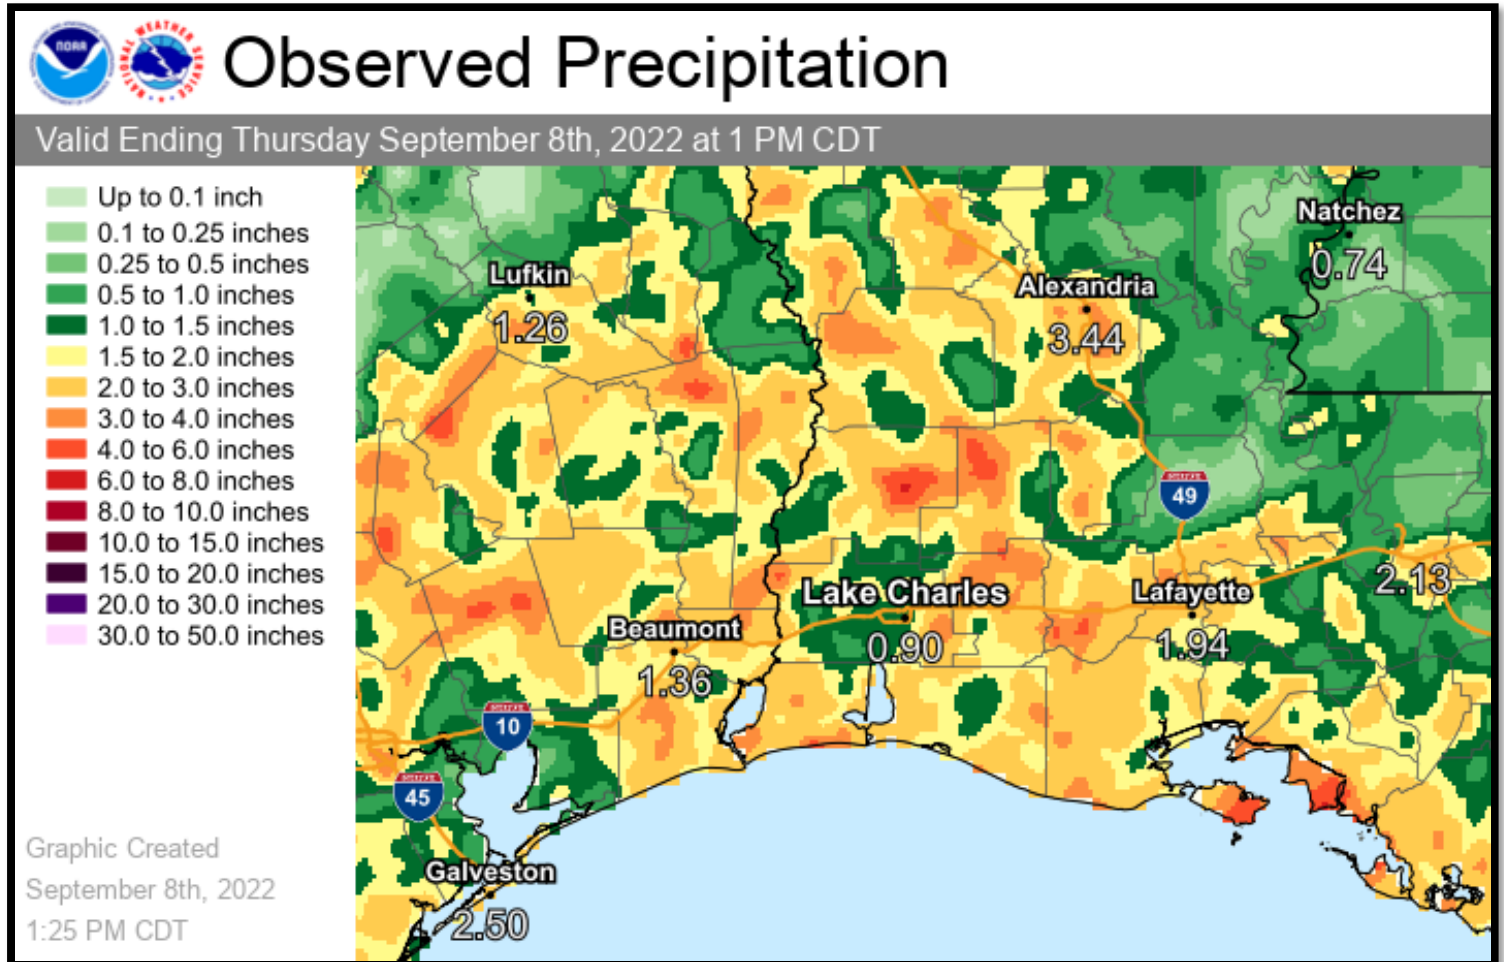 NOAA
NATIONAL WEATHER SERVICE
Observed Precipitation
Valid Ending Thursday September 8th, 2022 at 1 PM CDT
Up to 0.1 inch
0.1 to 0.25 inches
0.25 to 0.5 inches
0.5 to 1.0 inches
1.0 to 1.5 inches
1.5 to 2.0 inches
2.0 to 3.0 inches
3.0 to 4.0 inches
4.0 to 6.0 inches
6.0 to 8.0 inches
8.0 to 10.0 inches
10.0 to 15.0 inches
15.0 to 20.0 inches
20.0 to 30.0 inches
30.0 to 50.0 inches
Graphic Created
September 8th, 2022
1:25 PM CDT
Natchez
0.74
Lufkin
1.26
Alexandria
3.44
49
2.13
Lake Charles
0.90
Lafayette
1.94
Beaumont
1.36
10
45
Galveston
2.50